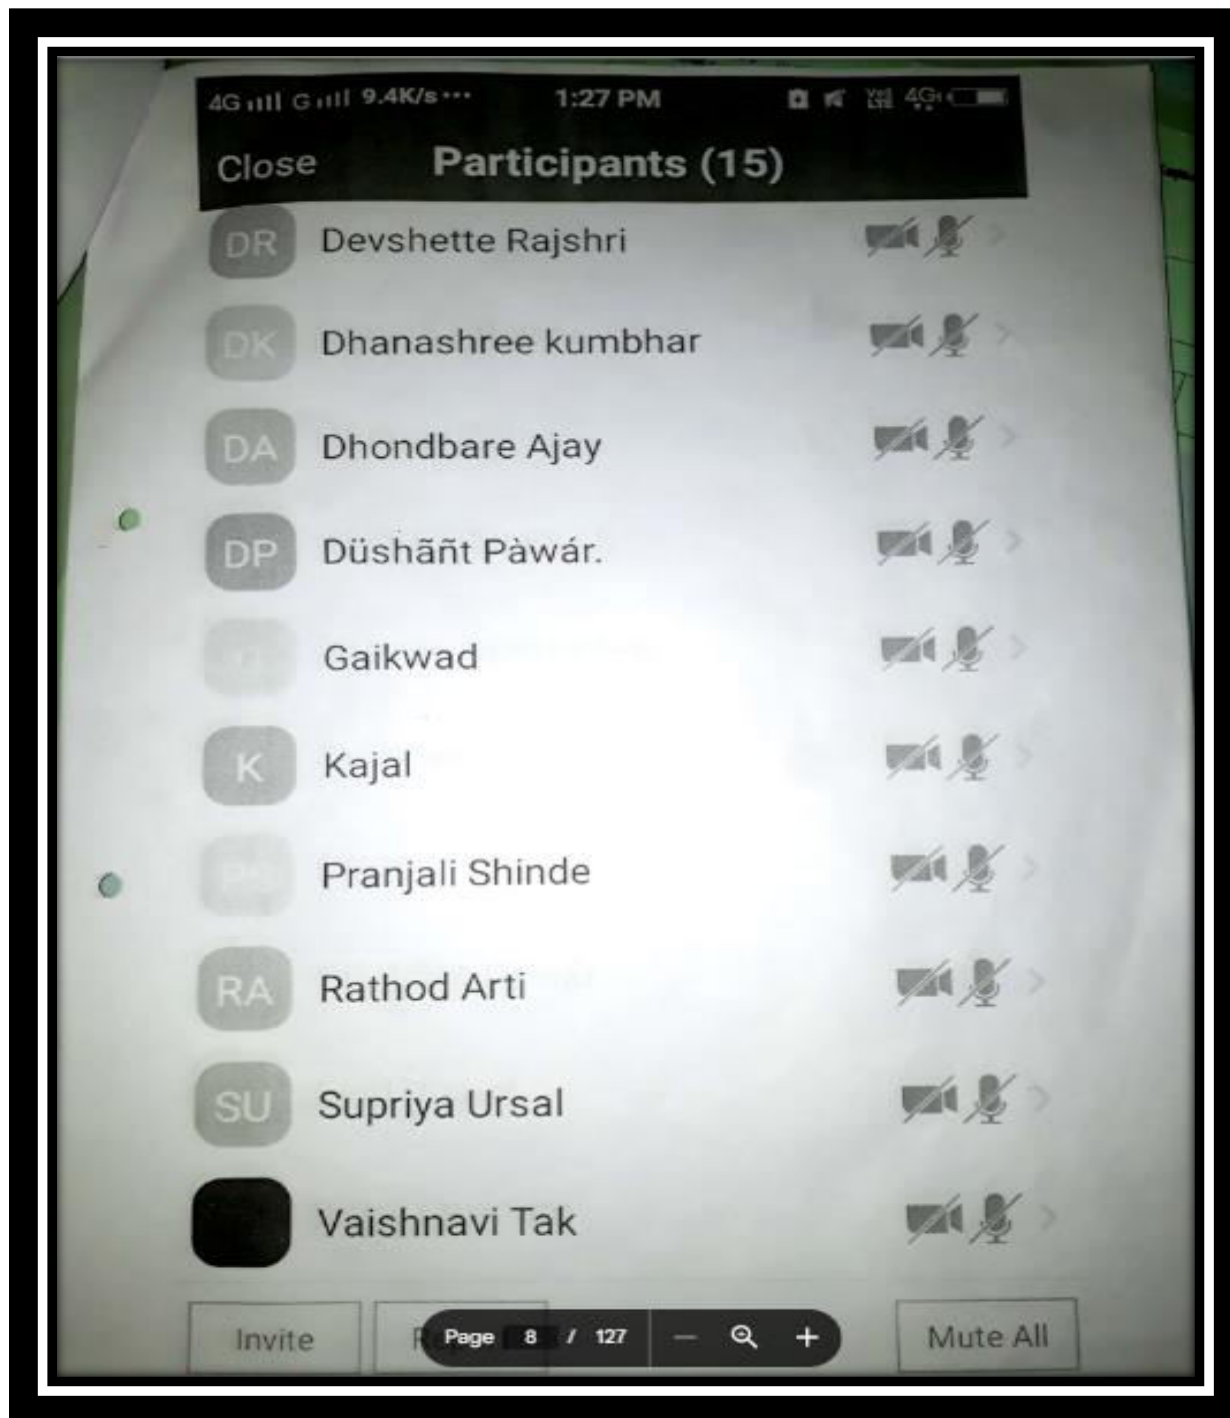 4G G 9.4K/s... 1:27 PM VoLTE 4G
Close Participants (15)
DR Devshette Rajshri
DK Dhanashree kumbhar
DA Dhondbare Ajay
DP Düshãñt Pàwár.
Gaikwad
K Kajal
Pranjali Shinde
RA Rathod Arti
SU Supriya Ursal
Vaishnavi Tak
Invite Mute All
Page 8 / 127 — +